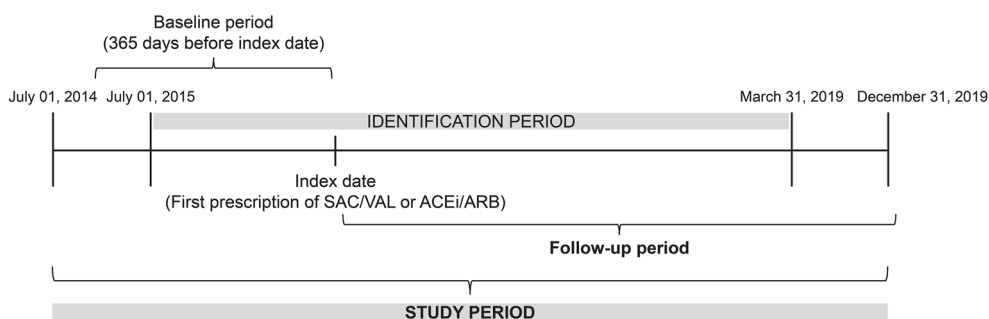 Baseline period
(365 days before index date)
July 01, 2014 July 01, 2015 March 31, 2019 December 31, 2019
IDENTIFICATION PERIOD
Index date
(First prescription of SAC/VAL or ACEi/ARB)
Follow-up period
STUDY PERIOD